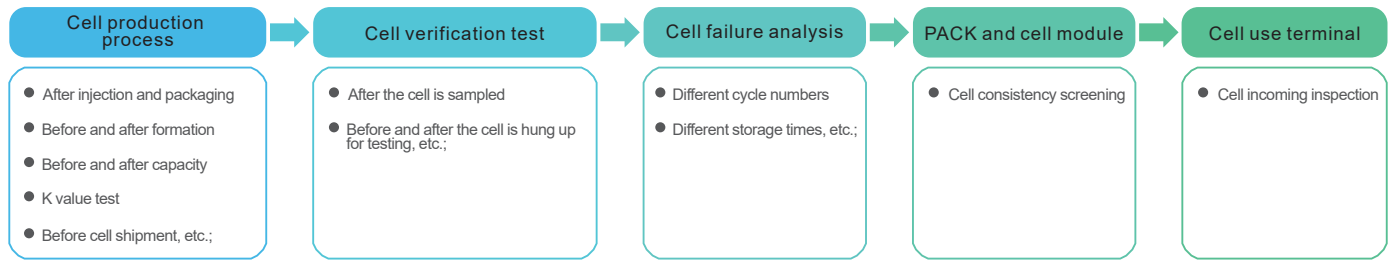 Cell production
process
Cell verification test
Cell failure analysis
PACK and cell module
Cell use terminal
After injection and packaging
Before and after formation
Before and after capacity
K value test
Before cell shipment, etc.;
After the cell is sampled
Before and after the cell is hung up
for testing, etc.;
Different cycle numbers
Different storage times, etc.;
Cell consistency screening
Cell incoming inspection